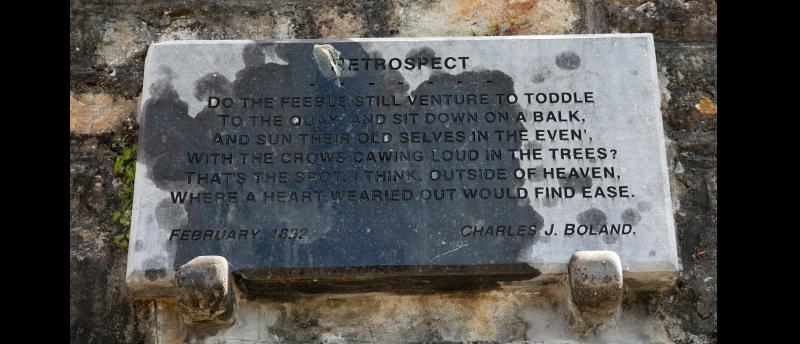 RETROSPECT
- - - - - -
DO THE FEEBLE STILL VENTURE TO TODDLE
TO THE QUAY, AND SIT DOWN ON A BALK,
AND SUN THEIR OLD SELVES IN THE EVEN',
WITH THE CROWS CAWING LOUD IN THE TREES?
THAT'S THE SPOT, I THINK, OUTSIDE OF HEAVEN,
WHERE A HEART WEARIED OUT WOULD FIND EASE.
FEBRUARY, 1892 CHARLES J. BOLAND.